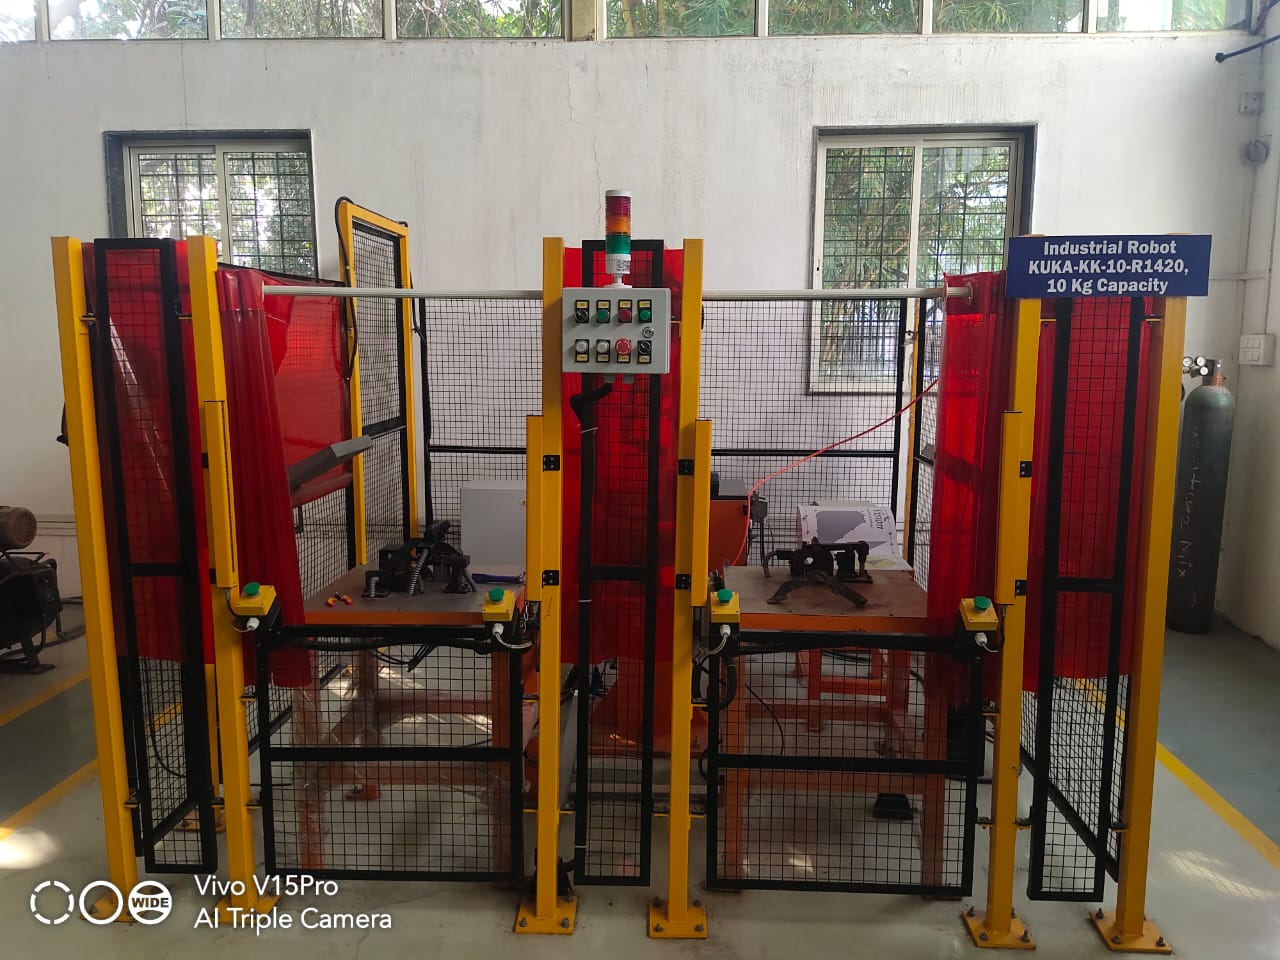 Industrial Robot
KUKA-KK-10-R1420,
10 Kg Capacity
WIDE
Vivo V15Pro
AI Triple Camera